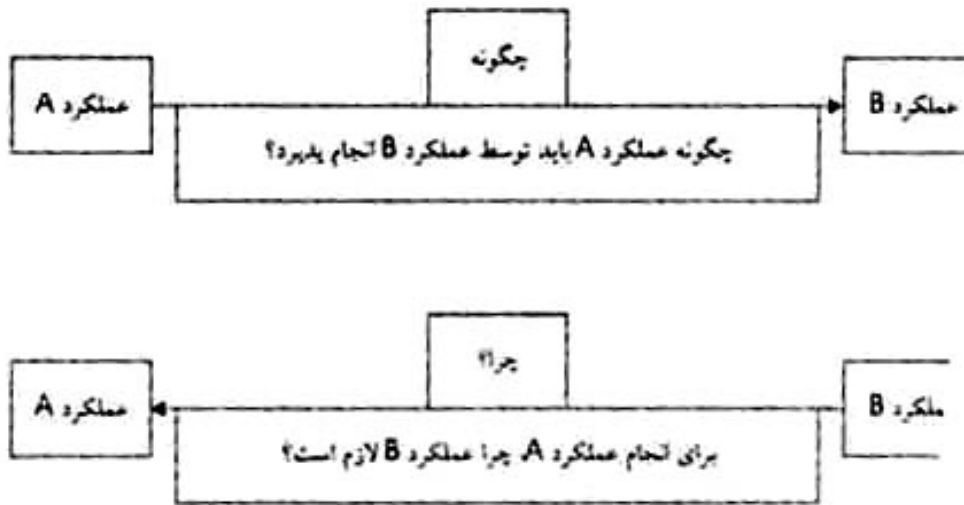 چگونه
عملکرد A
عملکرد B
چگونه عملکرد A باید توسط عملکرد B انجام پذیرد؟
چرا؟
عملکرد A
ملکرد B
برای انجام عملکرد A، چرا عملکرد B لازم است؟